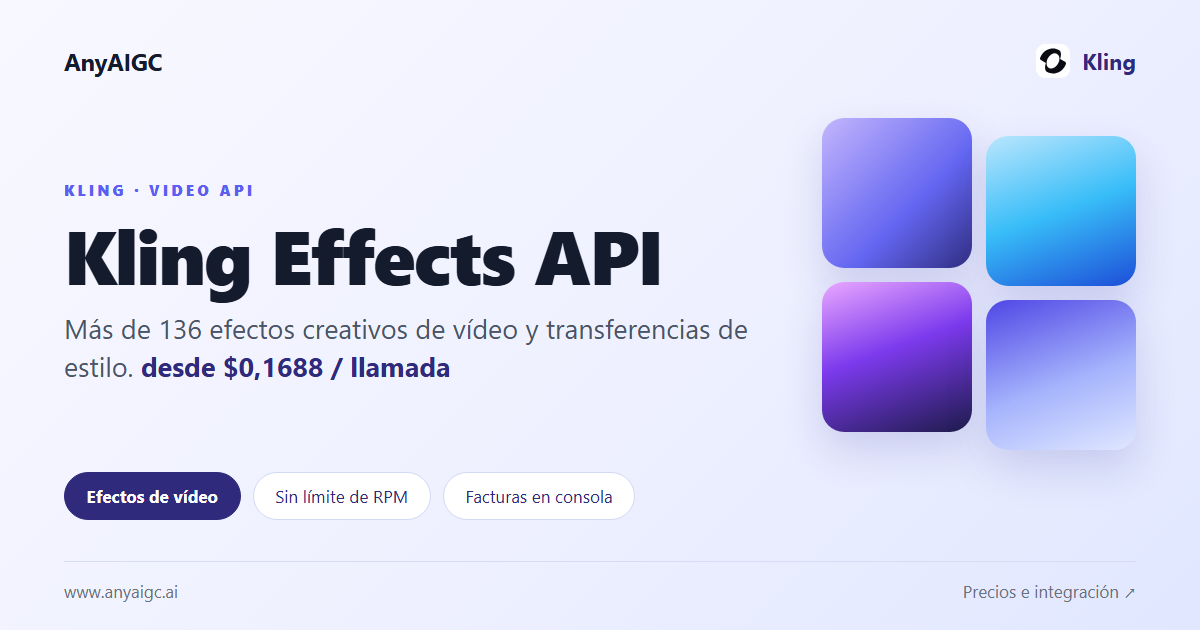 AnyAIGC
Kling
KLING · VIDEO API
Kling Effects API
Más de 136 efectos creativos de vídeo y transferencias de
estilo. desde $0,1688 / llamada
Efectos de vídeo
Sin límite de RPM
Facturas en consola
www.anyaigc.ai
Precios e integración ↗